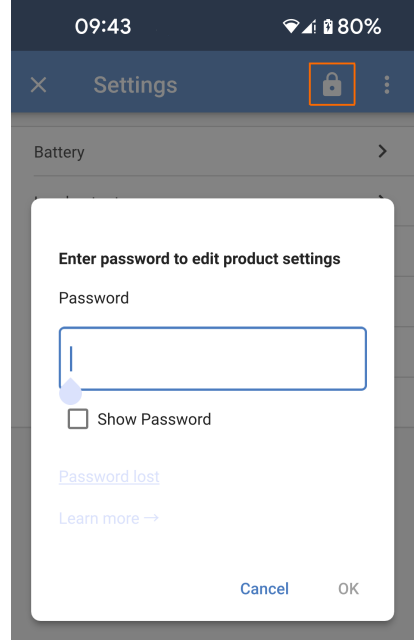 09:43
80%
Settings
Battery
Enter password to edit product settings
Password
Show Password
Password lost
Learn more →
Cancel
OK